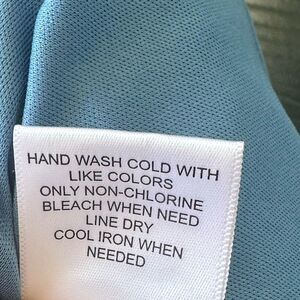 HAND WASH COLD WITH
LIKE COLORS
ONLY NON-CHLORINE
BLEACH WHEN NEED
LINE DRY
COOL IRON WHEN
NEEDED